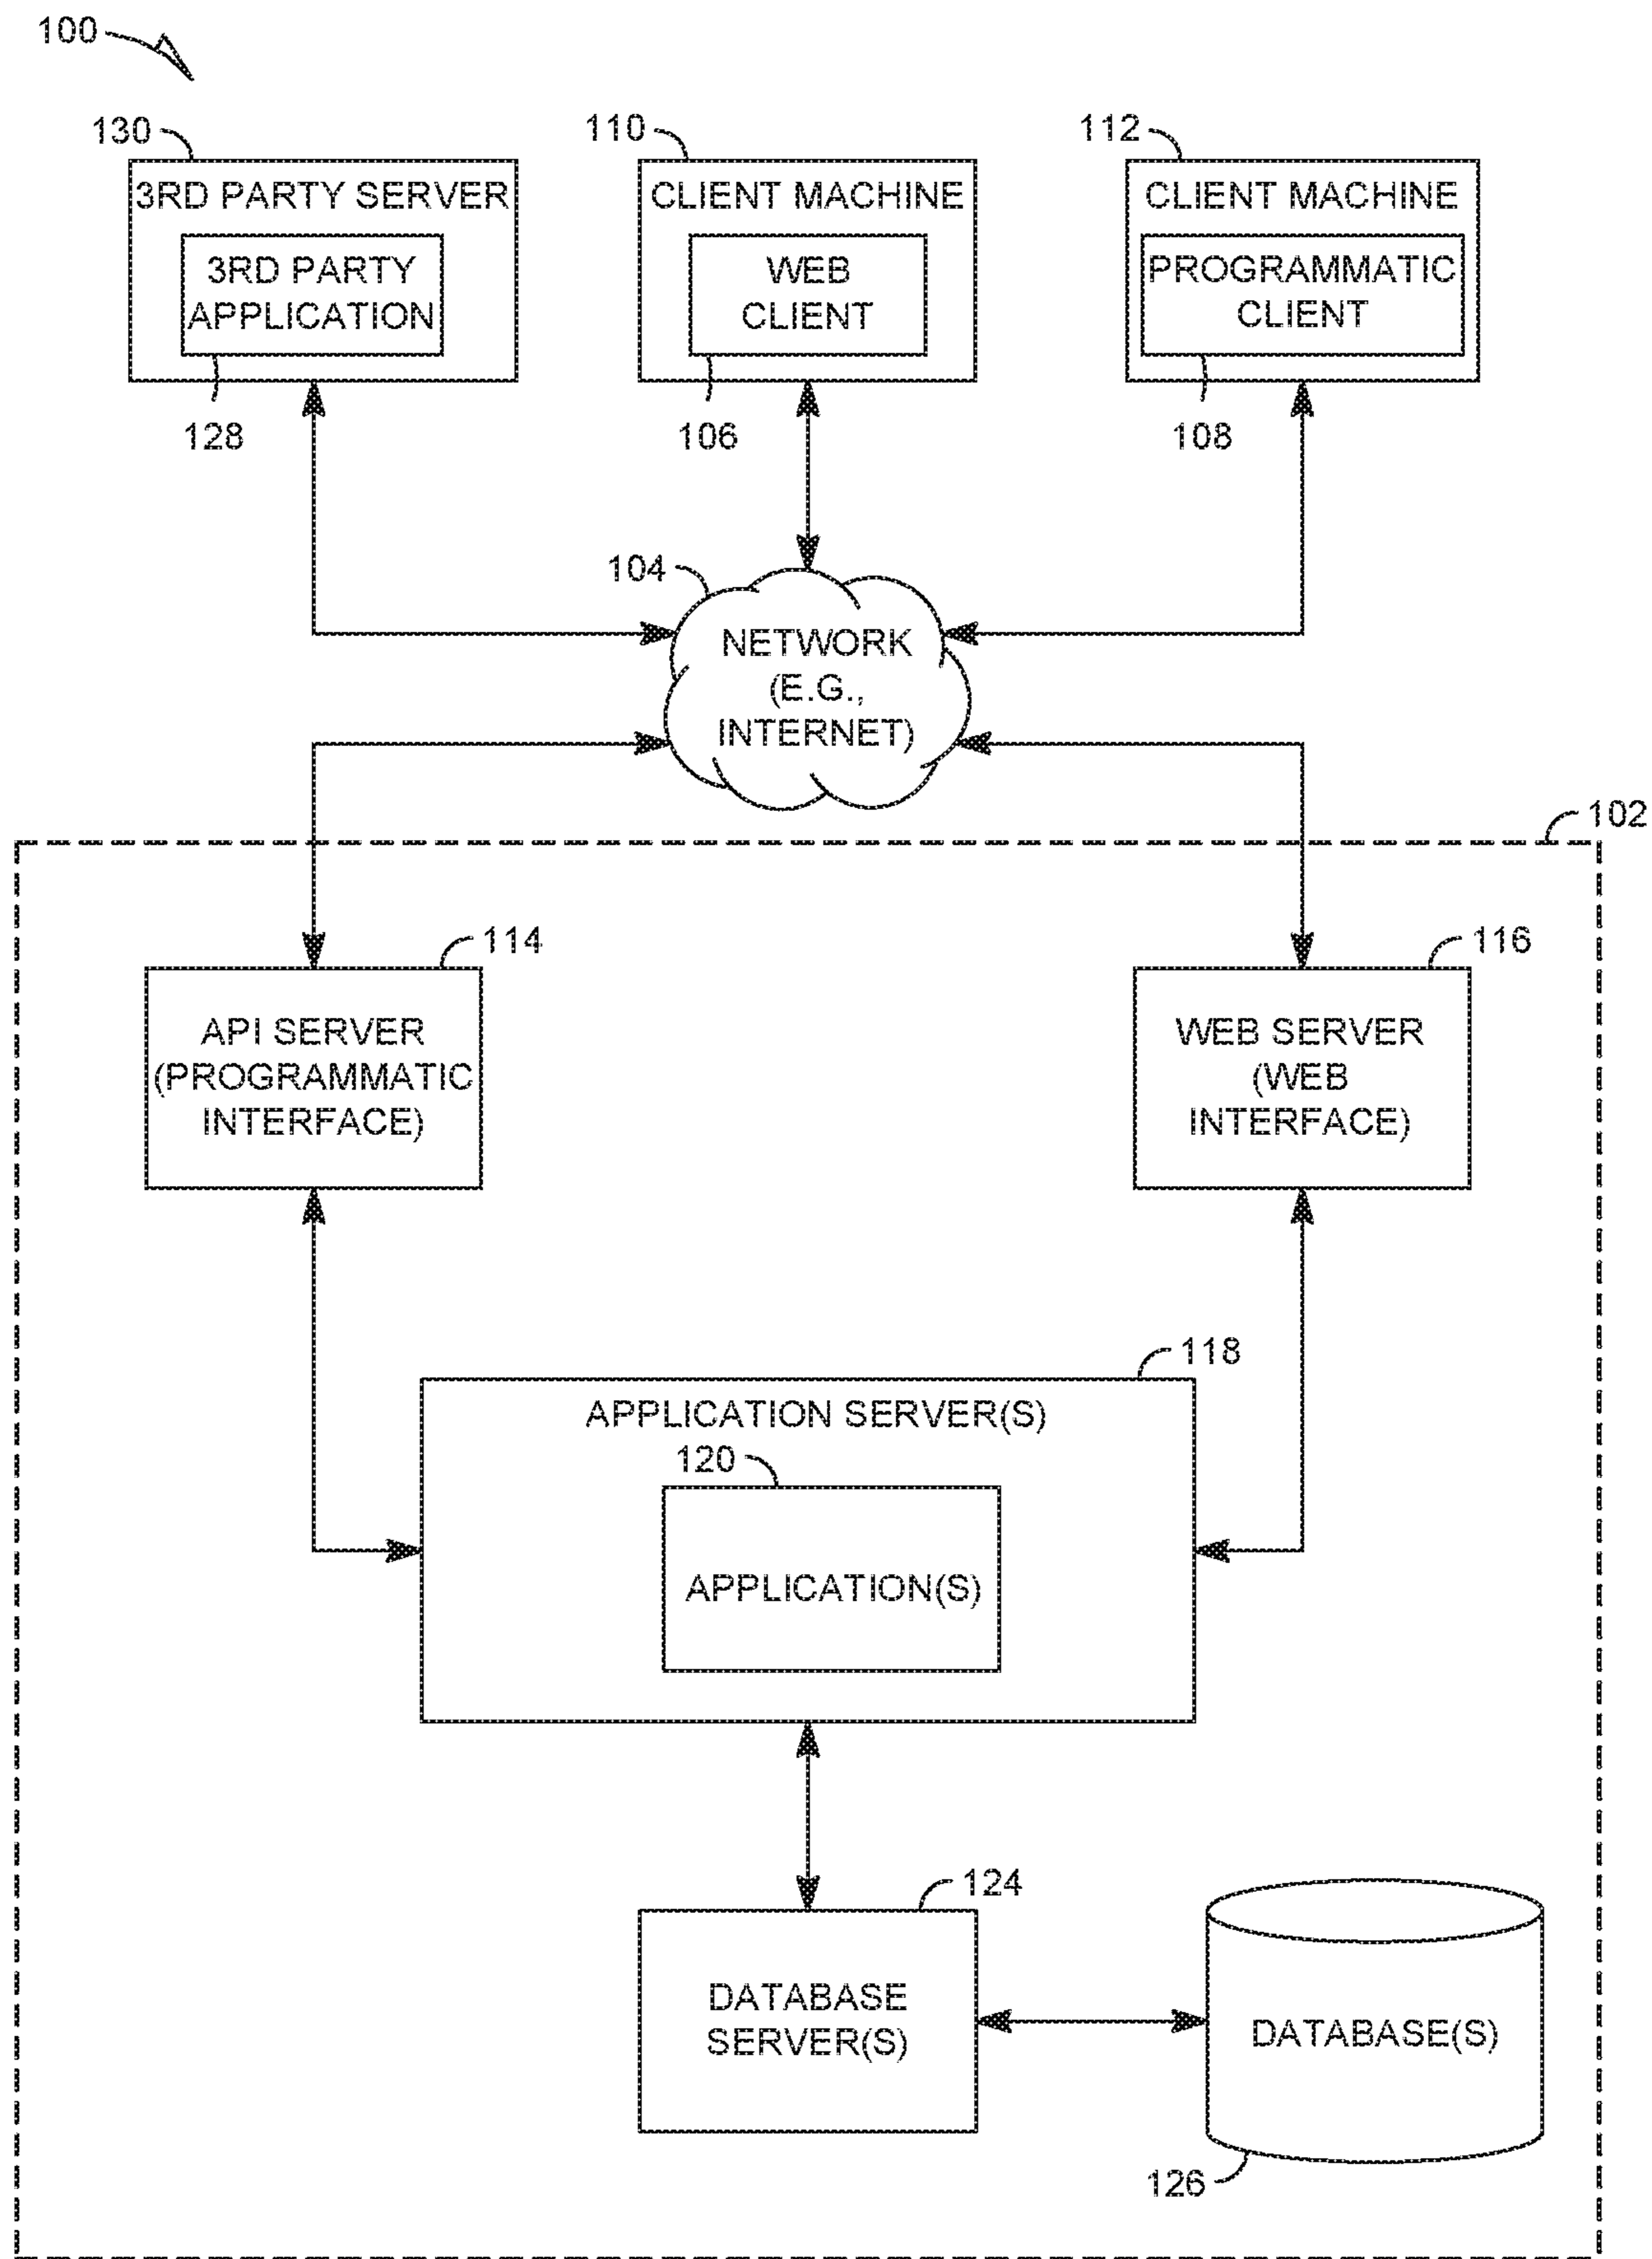 100
130
110
112
3RD PARTY SERVER
3RD PARTY
APPLICATION
128
CLIENT MACHINE
WEB
CLIENT
106
CLIENT MACHINE
PROGRAMMATIC
CLIENT
108
104
NETWORK
(E.G.,
INTERNET)
102
114
API SERVER
(PROGRAMMATIC
INTERFACE)
116
WEB SERVER
(WEB
INTERFACE)
118
APPLICATION SERVER(S)
120
APPLICATION(S)
124
DATABASE
SERVER(S)
DATABASE(S)
126